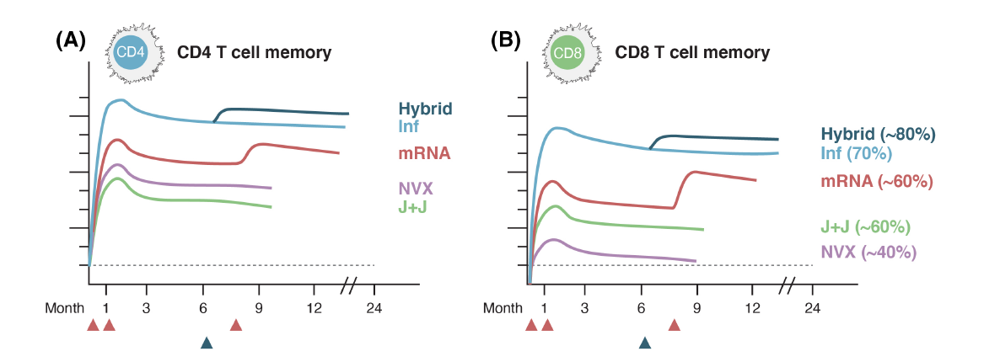 (A)
CD4
CD4 T cell memory
Hybrid
Inf
mRNA
NVX
J+J
Month 1 3 6 9 12 24
(B)
CD8
CD8 T cell memory
Hybrid (~80%)
Inf (70%)
mRNA (~60%)
J+J (~60%)
NVX (~40%)
Month 1 3 6 9 12 24